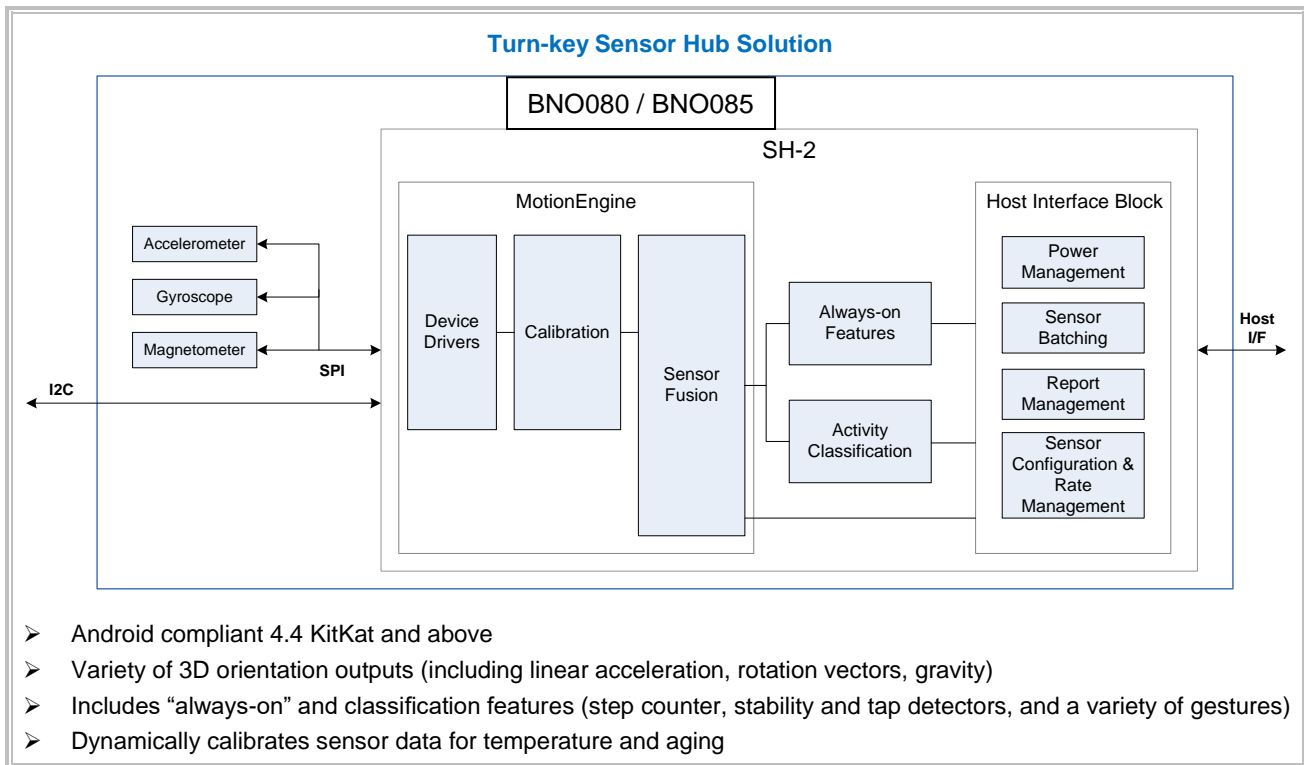 Turn-key Sensor Hub Solution
BNO080 / BNO085
SH-2
MotionEngine
Host Interface Block
Accelerometer
Gyroscope
Magnetometer
SPI
I2C
Device
Drivers
Calibration
Sensor
Fusion
Always-on
Features
Activity
Classification
Power
Management
Sensor
Batching
Report
Management
Sensor
Configuration &
Rate
Management
Host
I/F
➢ Android compliant 4.4 KitKat and above
➢ Variety of 3D orientation outputs (including linear acceleration, rotation vectors, gravity)
➢ Includes “always-on” and classification features (step counter, stability and tap detectors, and a variety of gestures)
➢ Dynamically calibrates sensor data for temperature and aging